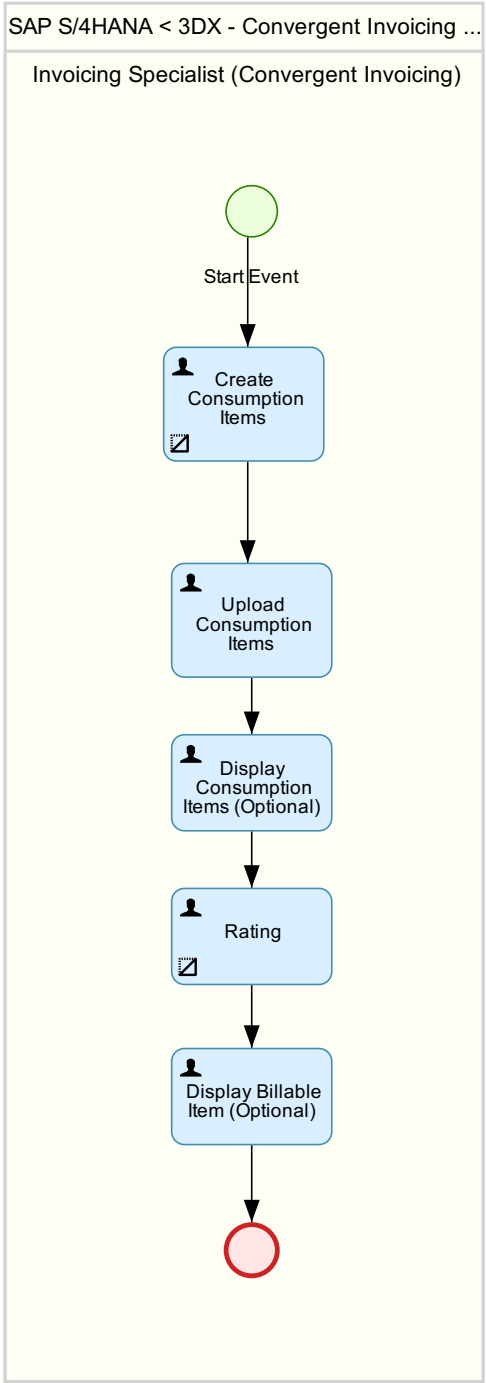 SAP S/4HANA < 3DX - Convergent Invoicing ...
Invoicing Specialist (Convergent Invoicing)
Start Event
Create
Consumption
Items
Upload
Consumption
Items
Display
Consumption
Items (Optional)
Rating
Display Billable
Item (Optional)